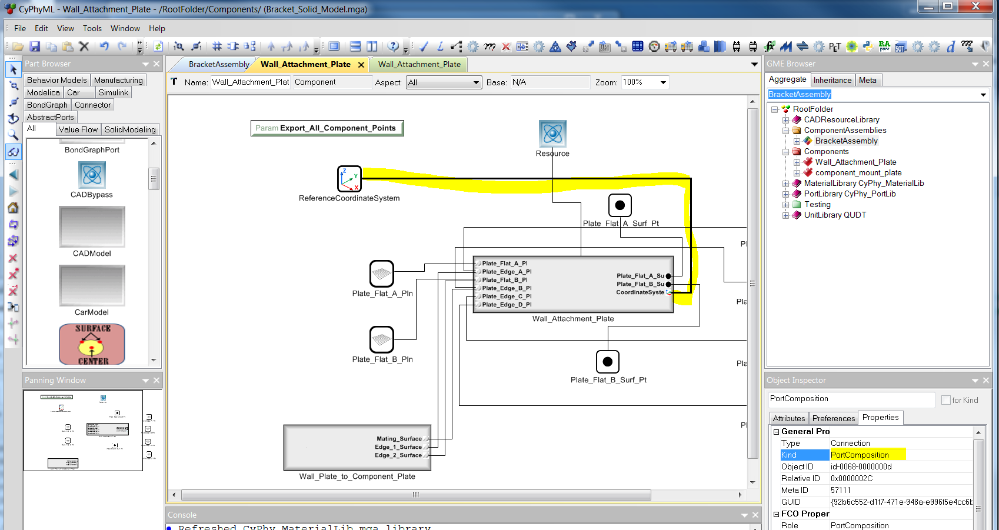 CyPhyML - Wall_Attachment_Plate - /RootFolder/Components/ (Bracket_Solid_Model.mga)
File Edit View Tools Window Help
Part Browser
Behavior Models Manufacturing
Modelica Car Simulink
BondGraph Connector
AbstractPorts
All Value Flow SolidModeling
BondGraphPort
CADBypass
CADModel
CarModel
SURFACE
CENTER
Panning Window
BracketAssembly Wall_Attachment_Plate Wall_Attachment_Plate
Name: Wall_Attachment_Plat Component Aspect: All Base: N/A Zoom: 100%
Param Export_All_Component_Points
Resource
Z
Y
X
ReferenceCoordinateSystem
Plate_Flat_A_Surf_Pt
Pl
Plate_Flat_A_Pl
Plate_Edge_A_Pl
Plate_Flat_B_Pl
Plate_Edge_B_Pl
Plate_Edge_C_Pl
Plate_Edge_D_Pl
Plate_Flat_A_Su
Plate_Flat_B_Su
CoordinateSyste
Wall_Attachment_Plate
Plate_Flat_A_Pln
Pla
Plate_Flat_B_Pln
Pla
Plate_Flat_B_Surf_Pt
Pl
Mating_Surface
Edge_1_Surface
Edge_2_Surface
Wall_Plate_to_Component_Plate
Console
Refreshed CyPhy_MaterialLib.mga library
GME Browser
Aggregate Inheritance Meta
BracketAssembly
RootFolder
CADResourceLibrary
ComponentAssemblies
BracketAssembly
Components
Wall_Attachment_Plate
component_mount_plate
MaterialLibrary CyPhy_MaterialLib
PortLibrary CyPhy_PortLib
Testing
UnitLibrary QUDT
Object Inspector
PortComposition for Kind
Attributes Preferences Properties
General Pro
Type Connection
Kind PortComposition
Object ID id-0068-0000000d
Relative ID 0x0000002C
Meta ID 57111
GUID {92b6c552-d1f7-471e-948a-e996f5e4cc6b
FCO Proper
Role PortComposition